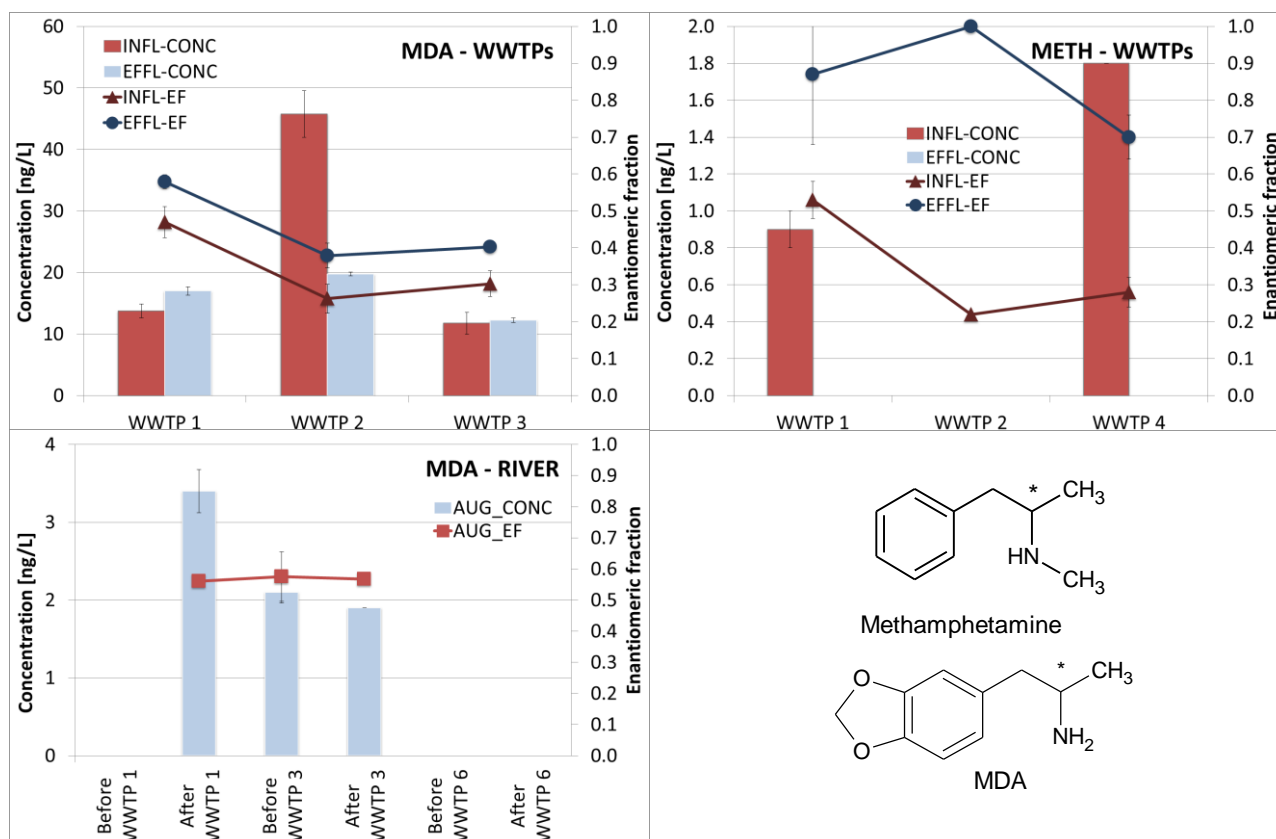 MDA - WWTPs
INFL-CONC
EFFL-CONC
INFL-EF
EFFL-EF
Concentration [ng/L]
60
50
40
30
20
10
0
Enantiomeric fraction
1.0
0.9
0.8
0.7
0.6
0.5
0.4
0.3
0.2
0.1
0.0
WWTP 1
WWTP 2
WWTP 3
METH - WWTPs
INFL-CONC
EFFL-CONC
INFL-EF
EFFL-EF
Concentration [ng/L]
2.0
1.8
1.6
1.4
1.2
1.0
0.8
0.6
0.4
0.2
0.0
Enantiomeric fraction
1.0
0.9
0.8
0.7
0.6
0.5
0.4
0.3
0.2
0.1
0.0
WWTP 1
WWTP 2
WWTP 4
MDA - RIVER
AUG_CONC
AUG_EF
Concentration [ng/L]
4
3
2
1
0
Enantiomeric fraction
1.0
0.9
0.8
0.7
0.6
0.5
0.4
0.3
0.2
0.1
0.0
Before
WWTP 1
After
WWTP 1
Before
WWTP 3
After
WWTP 3
Before
WWTP 6
After
WWTP 6
*
CH3
HN
CH3
Methamphetamine
*
CH3
O
O
NH2
MDA